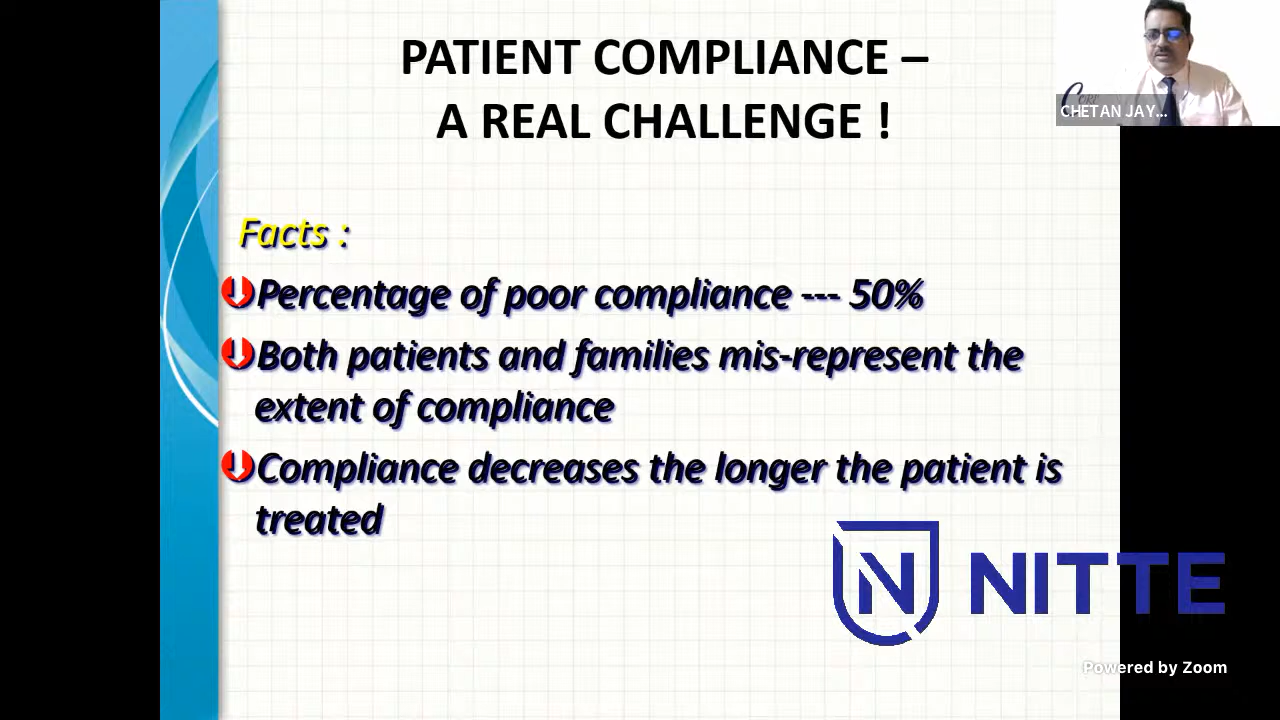 PATIENT COMPLIANCE –
A REAL CHALLENGE !
CHETAN JAY...
Facts :
Percentage of poor compliance --- 50%
Both patients and families mis-represent the
extent of compliance
Compliance decreases the longer the patient is
treated
N NITTE
Powered by Zoom